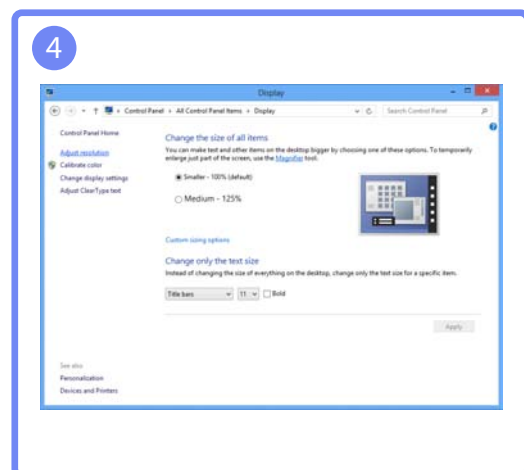 4
Display
Control Panel > All Control Panel Items > Display
Search Control Panel
Control Panel Home
Adjust resolution
Calibrate color
Change display settings
Adjust ClearType text
Change the size of all items
You can make text and other items on the desktop bigger by choosing one of these options. To temporarily
enlarge just part of the screen, use the Magnifier tool.
Smaller - 100% (default)
Medium - 125%
Custom sizing options
Change only the text size
Instead of changing the size of everything on the desktop, change only the text size for a specific item.
Title bars 11 Bold
Apply
See also
Personalization
Devices and Printers